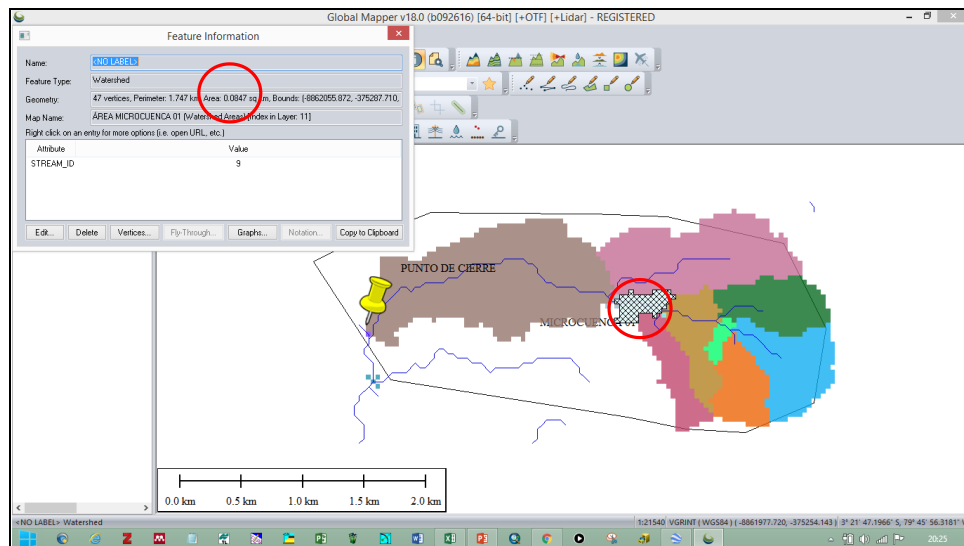 Global Mapper v18.0 (b092616) [64-bit] [+OTF] [+Lidar] - REGISTERED
Feature Information
Name: <NO LABEL>
Feature Type: Watershed
Geometry: 47 vertices, Perimeter: 1.747 km, Area: 0.0847 sq km, Bounds: (-8862055.872, -375287.710,
Map Name: ÁREA MICROCUENCA 01 [Watershed Areas] [Index in Layer: 11]
Right click on an entry for more options (i.e. open URL, etc.)
Attribute Value
STREAM_ID 9
Edit... Delete Vertices... Fly-Through... Graphs... Notation... Copy to Clipboard
PUNTO DE CIERRE
MICROCUENCA 01
0.0 km 0.5 km 1.0 km 1.5 km 2.0 km
<NO LABEL> Watershed
1:21540 VGRINT ( WGS84 ) ( -8861977.720, -375254.143 ) 3° 21' 47.1966" S, 79° 45' 56.3181"
20:25